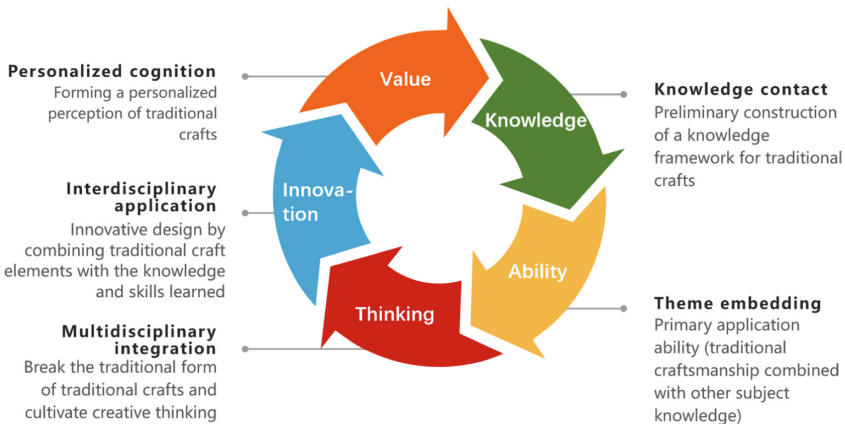 Value
Knowledge
Ability
Thinking
Innova-
tion
Personalized cognition
Forming a personalized
perception of traditional
crafts
Interdisciplinary
application
Innovative design by
combining traditional craft
elements with the knowledge
and skills learned
Multidisciplinary
integration
Break the traditional form
of traditional crafts and
cultivate creative thinking
Knowledge contact
Preliminary construction
of a knowledge
framework for traditional
crafts
Theme embedding
Primary application
ability (traditional
craftsmanship combined
with other subject
knowledge)